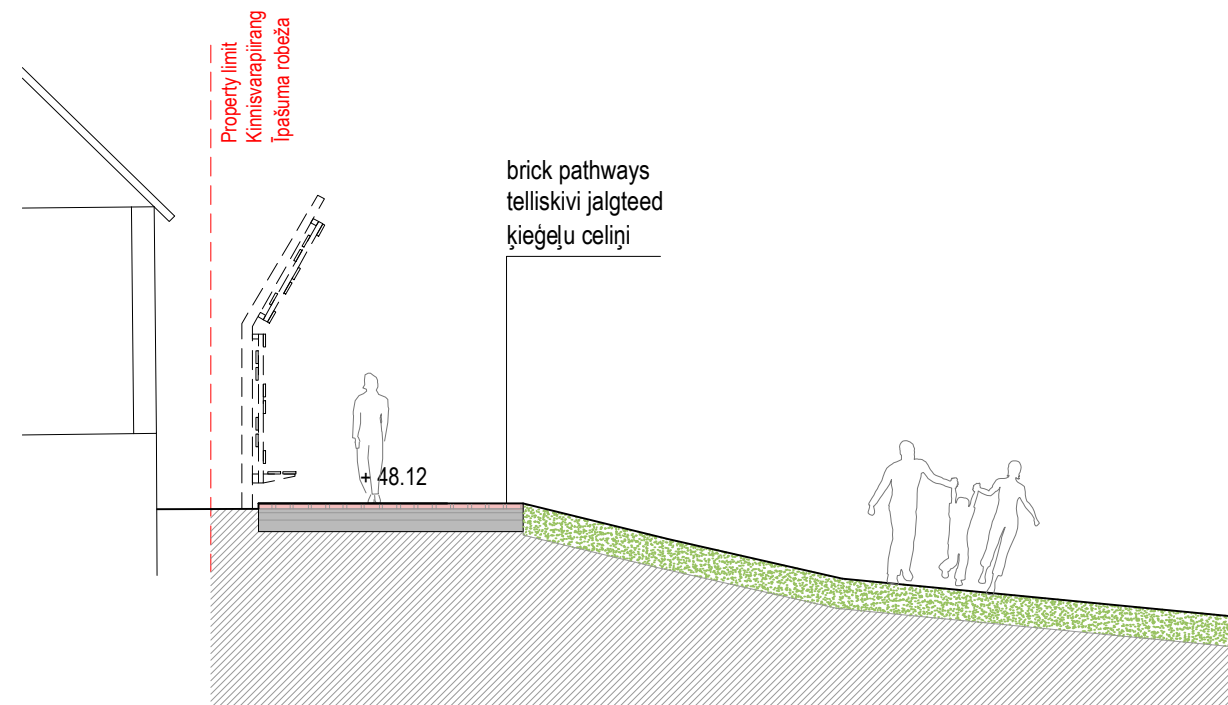 Property limit
Kinnisvarapiirang
Īpašuma robeža
brick pathways
telliskivi jalgteed
ķieģeļu celiņi
+ 48.12